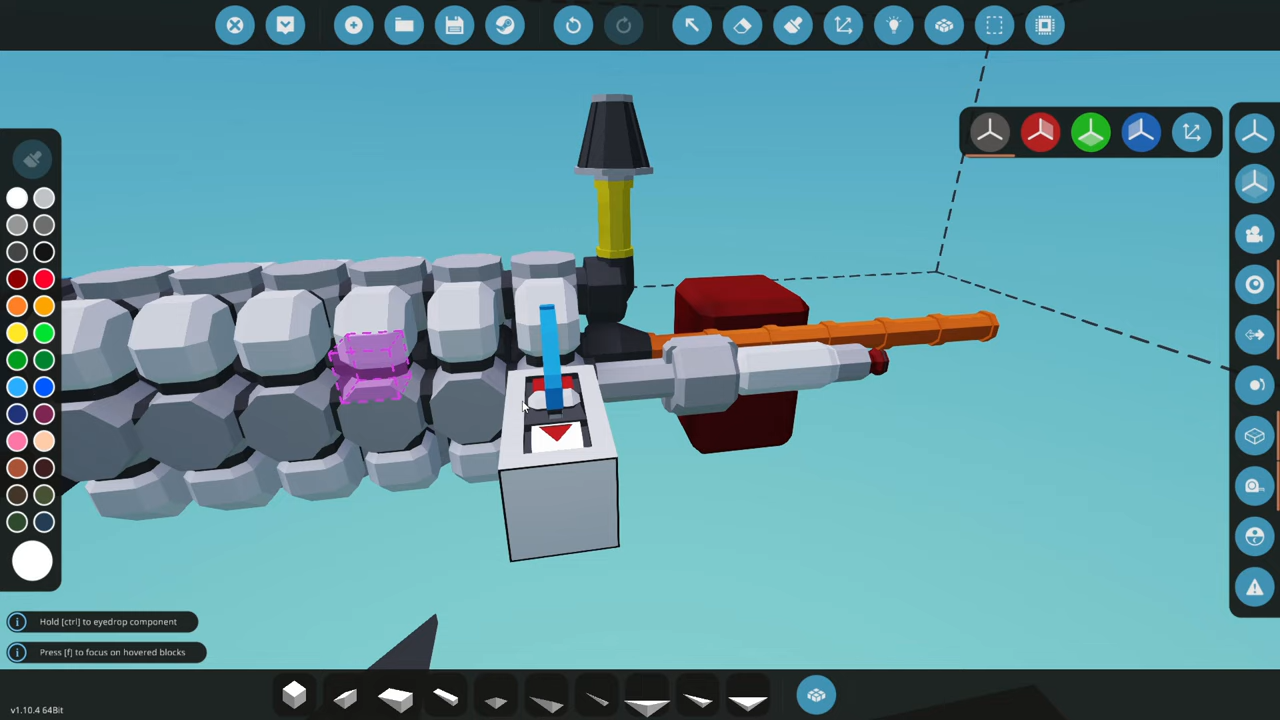 Hold [ctrl] to eyedrop component
Press [f] to focus on hovered blocks
v1.10.4 64Bit